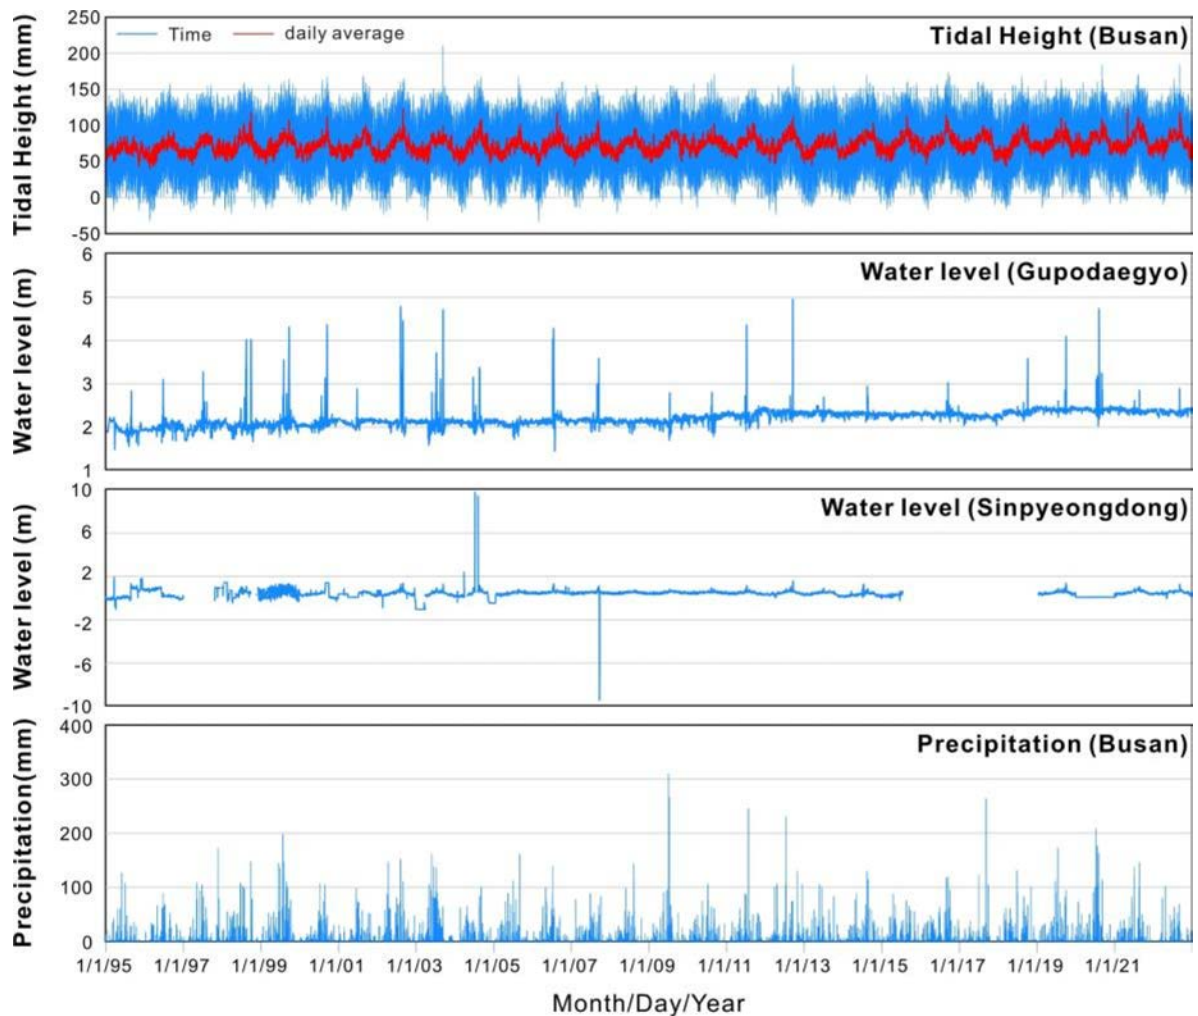 Tidal Height (mm)
250
200
150
100
50
0
-50
Time
daily average
Tidal Height (Busan)
Water level (m)
6
5
4
3
2
1
Water level (Gupodaegyo)
Water level (m)
10
6
2
-2
-6
-10
Water level (Sinpyeongdong)
Precipitation(mm)
400
300
200
100
0
Precipitation (Busan)
1/1/95 1/1/97 1/1/99 1/1/01 1/1/03 1/1/05 1/1/07 1/1/09 1/1/11 1/1/13 1/1/15 1/1/17 1/1/19 1/1/21
Month/Day/Year